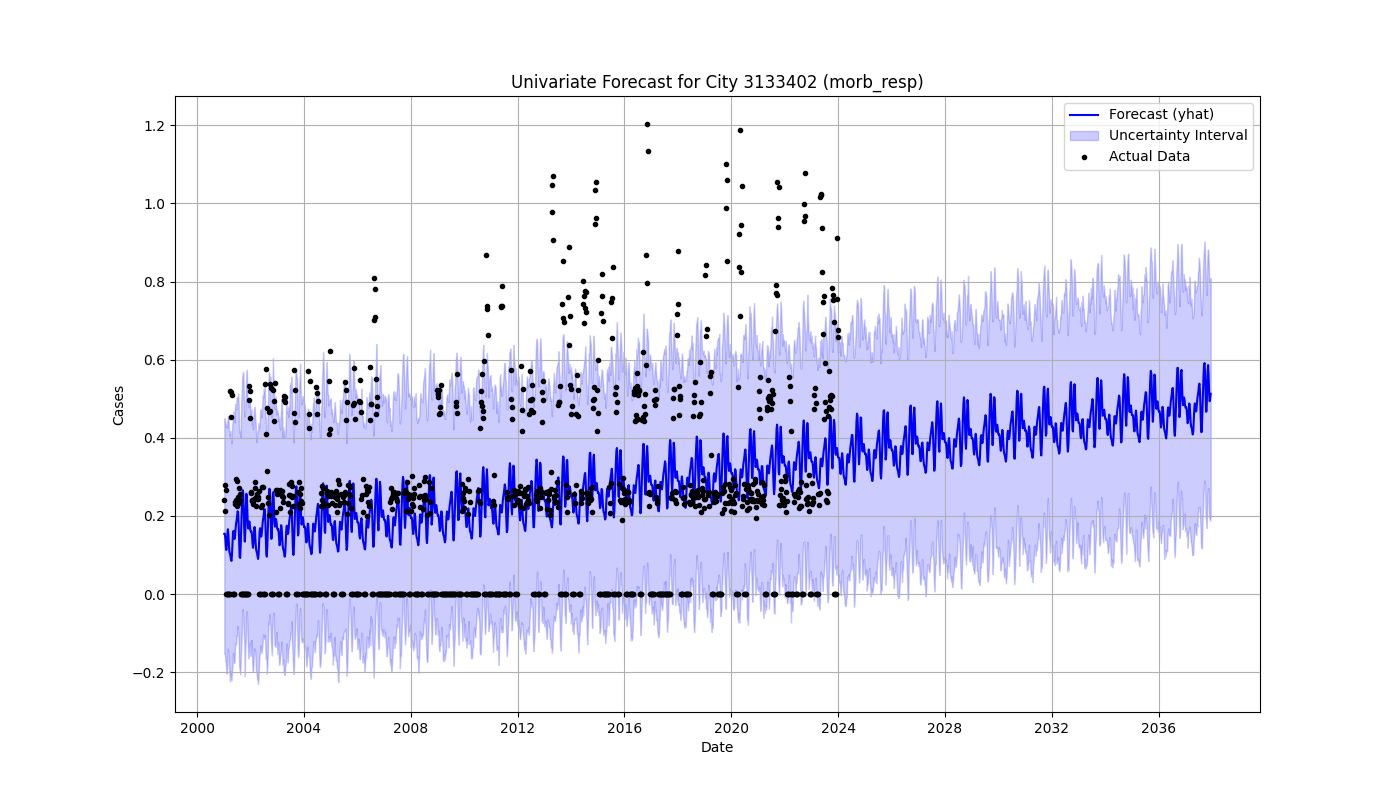 Univariate Forecast for City 3133402 (morb_resp)
Forecast (yhat)
Uncertainty Interval
Actual Data
1.2
1.0
0.8
0.6
0.4
0.2
0.0
−0.2
Cases
2000 2004 2008 2012 2016 2020 2024 2028 2032 2036
Date